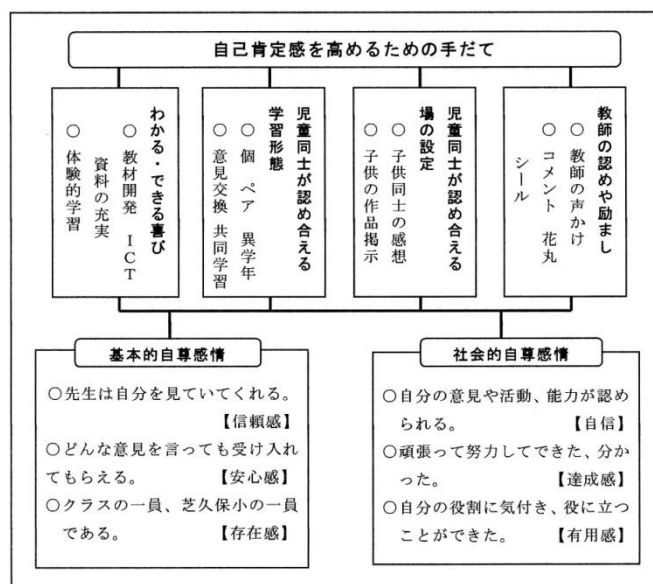 自己肯定感を高めるための手だて
教師の認めや励まし
○ 教師の声かけ
○ コメント 花丸
シール
児童同士が認め合える
場の設定
○ 子供同士の感想
○ 子供の作品掲示
児童同士が認め合える
学習形態
○ 個 ペア 異学年
○ 意見交換 共同学習
わかる・できる喜び
○ 教材開発 ICT
資料の充実
○ 体験的学習
基本的自尊感情
○先生は自分を見ていてくれる。
【信頼感】
○どんな意見を言っても受け入れ
てもらえる。 【安心感】
○クラスの一員、芝久保小の一員
である。 【存在感】
社会的自尊感情
○自分の意見や活動、能力が認め
られる。 【自信】
○頑張って努力してできた、分か
った。 【達成感】
○自分の役割に気付き、役に立つ
ことができた。 【有用感】